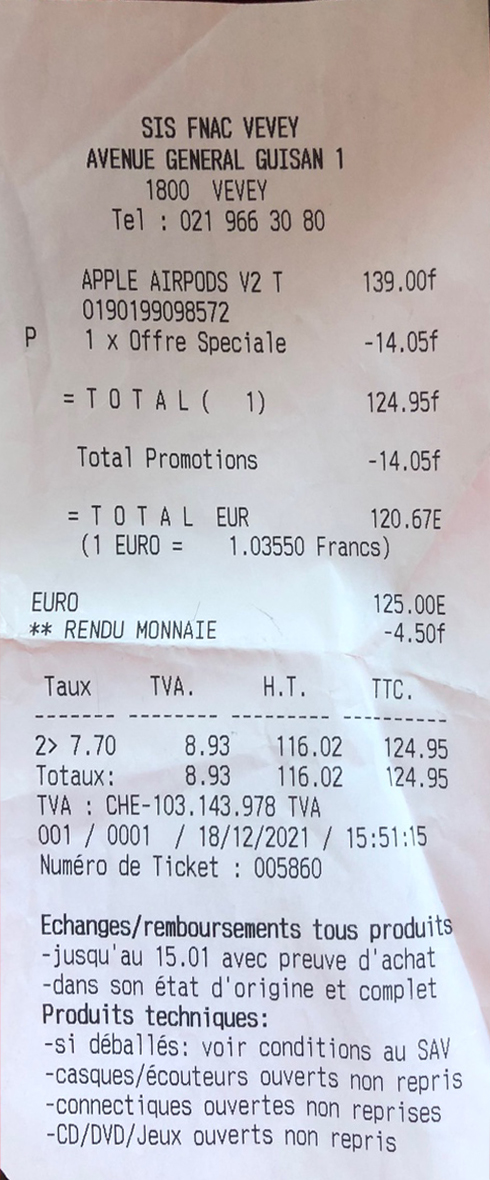 SIS FNAC VEVEY
AVENUE GENERAL GUISAN 1
1800 VEVEY
Tel : 021 966 30 80
APPLE AIRPODS V2 T 139.00f
0190199098572
P 1 x Offre Speciale -14.05f
= T O T A L ( 1) 124.95f
Total Promotions -14.05f
= T O T A L EUR 120.67E
(1 EURO = 1.03550 Francs)
EURO 125.00E
** RENDU MONNAIE -4.50f
Taux TVA. H.T. TTC.
------- -------- --------- ---------
2> 7.70 8.93 116.02 124.95
Totaux: 8.93 116.02 124.95
TVA : CHE-103.143.978 TVA
001 / 0001 / 18/12/2021 / 15:51:15
Numéro de Ticket : 005860
Echanges/remboursements tous produits
-jusqu'au 15.01 avec preuve d'achat
-dans son état d'origine et complet
Produits techniques:
-si déballés: voir conditions au SAV
-casques/écouteurs ouverts non repris
-connectiques ouvertes non reprises
-CD/DVD/Jeux ouverts non repris